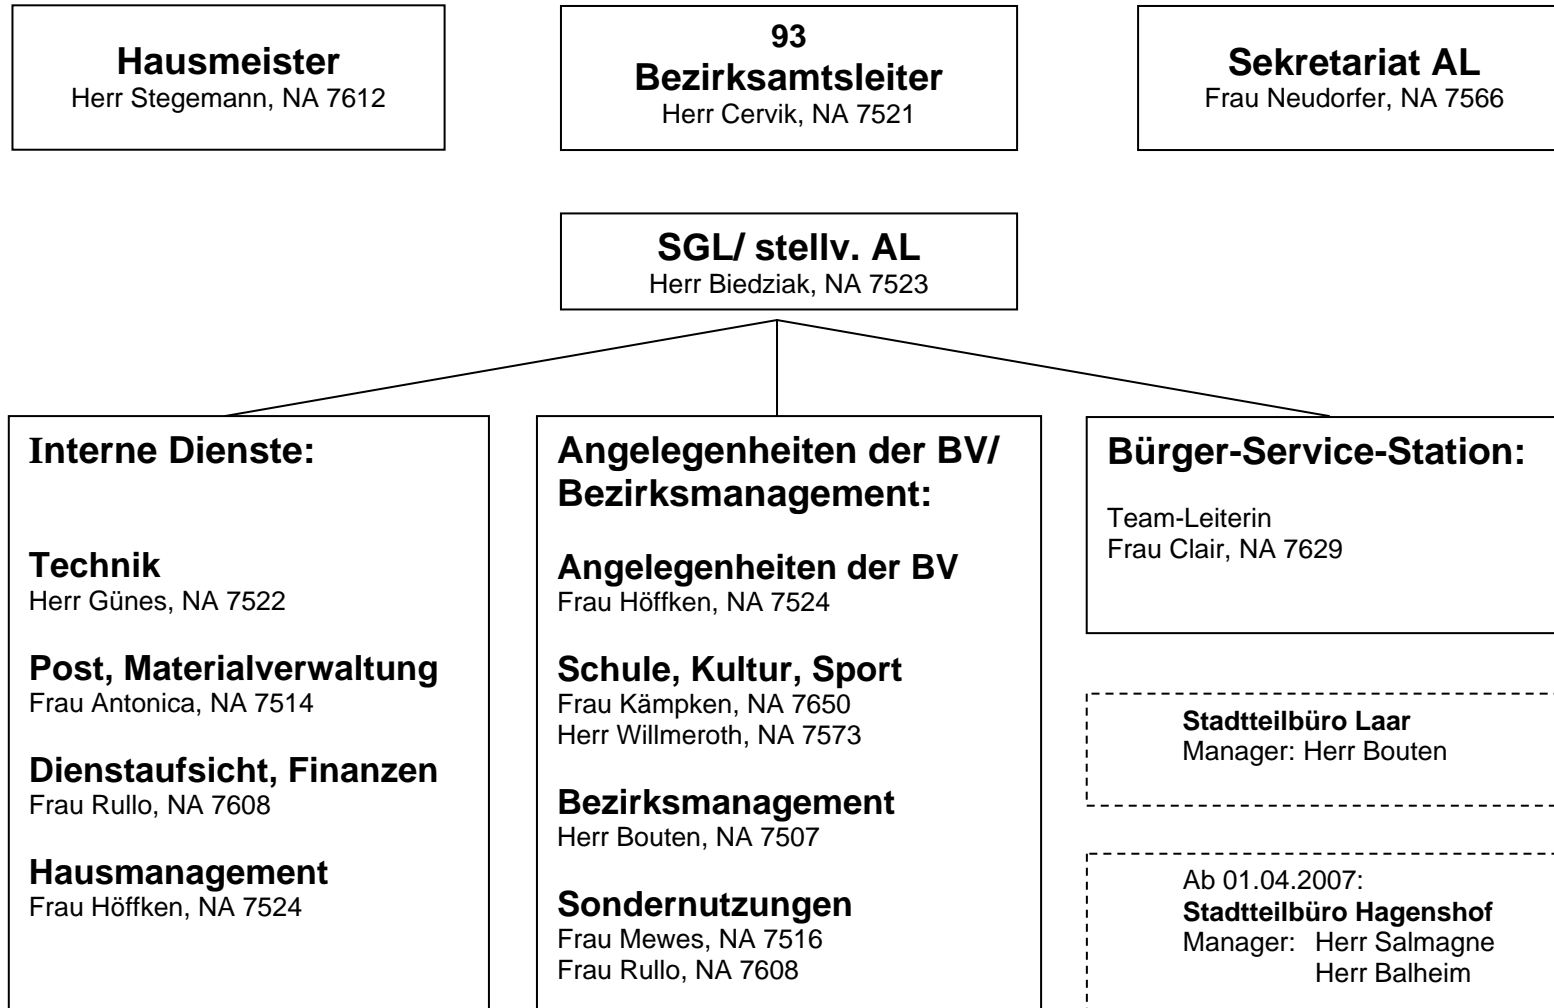 Hausmeister
Herr Stegemann, NA 7612
93
Bezirksamtsleiter
Herr Cervik, NA 7521
Sekretariat AL
Frau Neudorfer, NA 7566
SGL/ stellv. AL
Herr Biedziak, NA 7523
Interne Dienste:
Technik
Herr Günes, NA 7522
Post, Materialverwaltung
Frau Antonica, NA 7514
Dienstaufsicht, Finanzen
Frau Rullo, NA 7608
Hausmanagement
Frau Höffken, NA 7524
Angelegenheiten der BV/
Bezirksmanagement:
Angelegenheiten der BV
Frau Höffken, NA 7524
Schule, Kultur, Sport
Frau Kämpken, NA 7650
Herr Willmeroth, NA 7573
Bezirksmanagement
Herr Bouten, NA 7507
Sondernutzungen
Frau Mewes, NA 7516
Frau Rullo, NA 7608
Bürger-Service-Station:
Team-Leiterin
Frau Clair, NA 7629
Stadtteilbüro Laar
Manager: Herr Bouten
Ab 01.04.2007:
Stadtteilbüro Hagenshof
Manager: Herr Salmagne
Herr Balheim